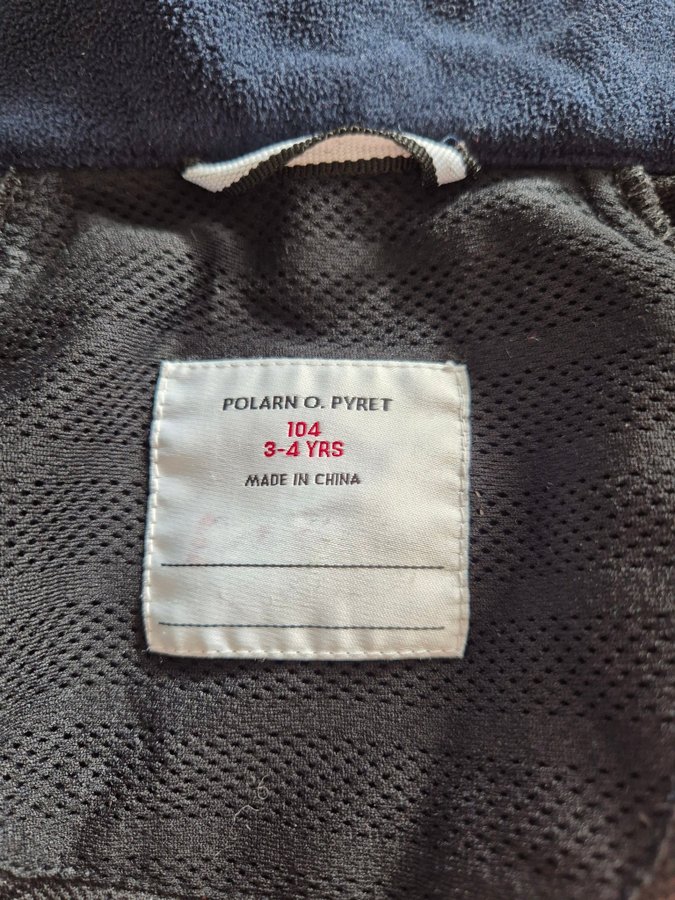 POLARN O. PYRET
104
3-4 YRS
MADE IN CHINA